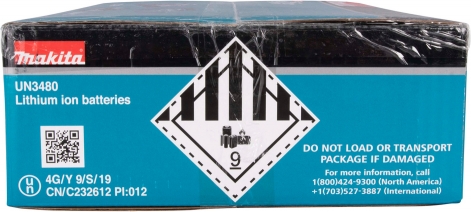 makita
UN3480
Lithium ion batteries
9
DO NOT LOAD OR TRANSPORT
PACKAGE IF DAMAGED
For more information, call
1(800)424-9300 (North America)
+1(703)527-3887 (International)
UN
4G/Y 9/S/19
CN/C232612 PI:012